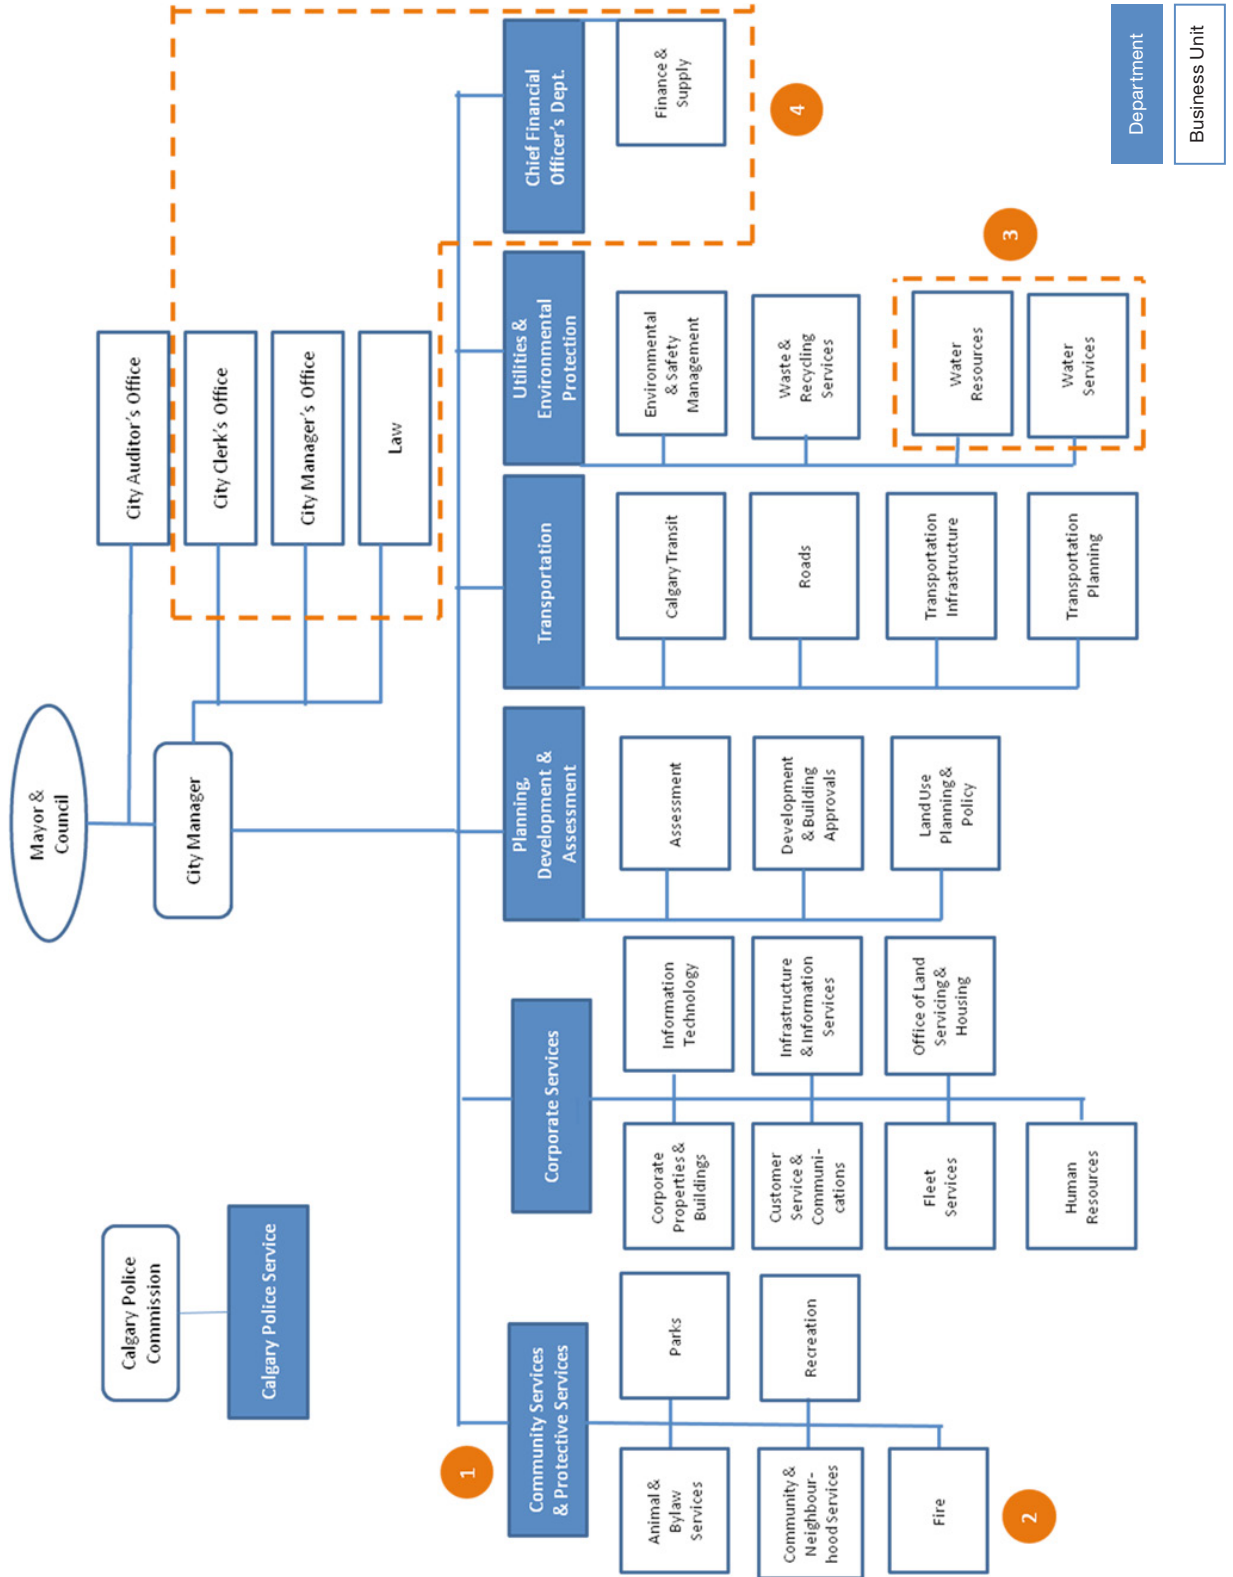 Mayor &
Council
City Manager
City Auditor's Office
City Clerk's Office
City Manager's Office
Law
Calgary Police
Commission
Calgary Police Service
1
Community Services
& Protective Services
Animal &
Bylaw
Services
Parks
Community &
Neighbour-
hood Services
Recreation
Fire
2
Corporate Services
Corporate
Properties &
Buildings
Information
Technology
Customer
Service &
Communi-
cations
Infrastructure
& Information
Services
Fleet
Services
Office of Land
Servicing &
Housing
Human
Resources
Planning,
Development &
Assessment
Assessment
Development
& Building
Approvals
Land Use
Planning &
Policy
Transportation
Calgary Transit
Roads
Transportation
Infrastructure
Transportation
Planning
Utilities &
Environmental
Protection
Environmental
& Safety
Management
Waste &
Recycling
Services
Water
Resources
Water
Services
3
Chief Financial
Officer's Dept.
Finance &
Supply
4
Department
Business Unit